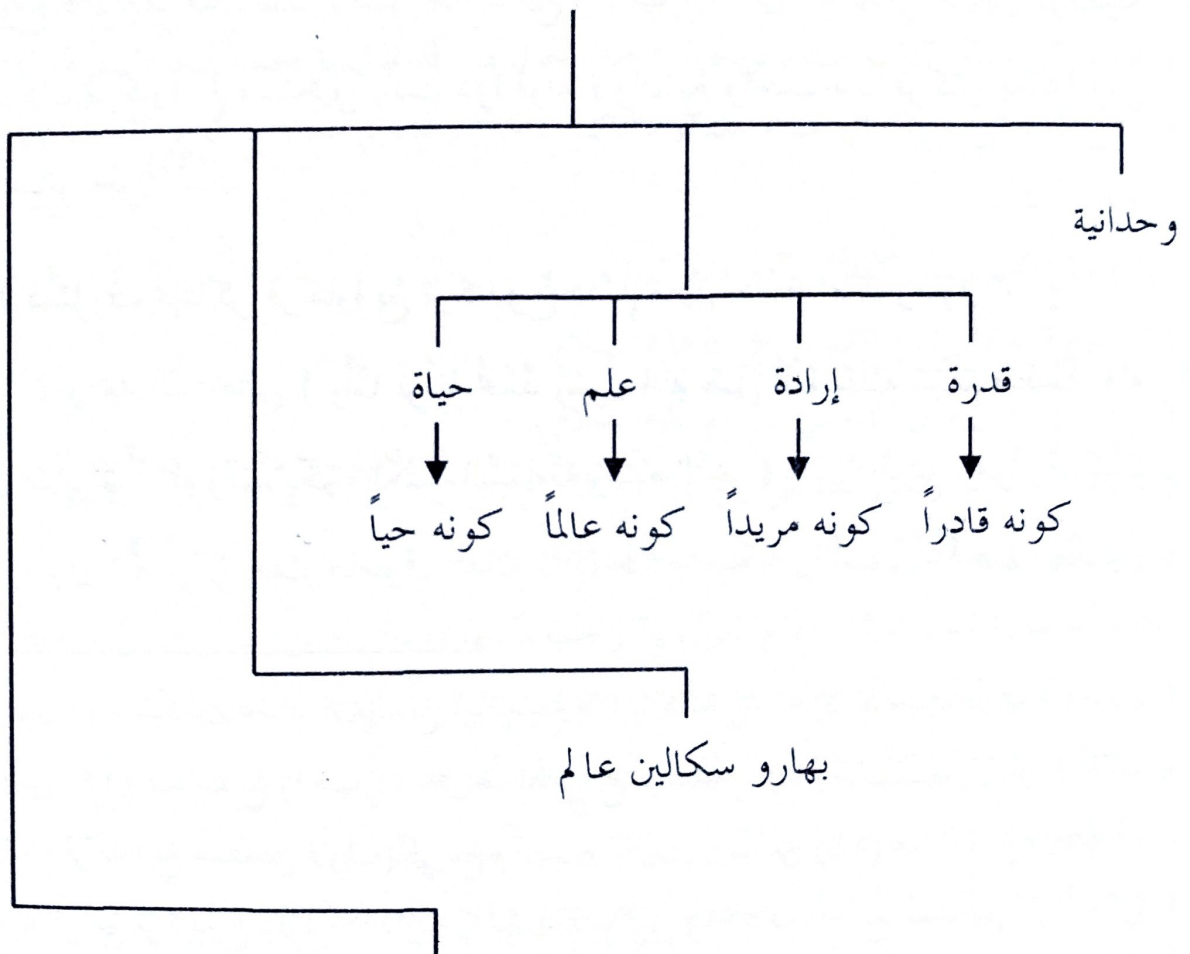 وحدانية
قدرة إرادة علم حياة
كونه قادراً كونه مريداً كونه عالماً كونه حياً
بهارو سكالين عالم